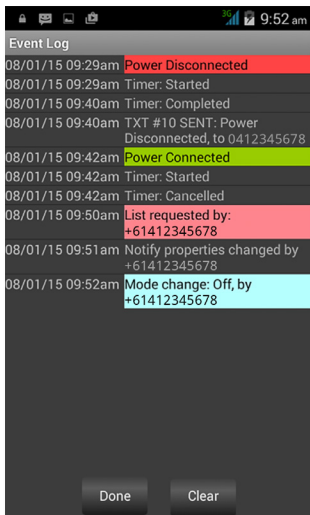 3G 9:52 am
Event Log
08/01/15 09:29am Power Disconnected
08/01/15 09:29am Timer: Started
08/01/15 09:40am Timer: Completed
08/01/15 09:40am TXT #10 SENT: Power
Disconnected, to 0412345678
08/01/15 09:42am Power Connected
08/01/15 09:42am Timer: Started
08/01/15 09:42am Timer: Cancelled
08/01/15 09:50am List requested by:
+61412345678
08/01/15 09:51am Notify properties changed by
+61412345678
08/01/15 09:52am Mode change: Off, by
+61412345678
Done Clear